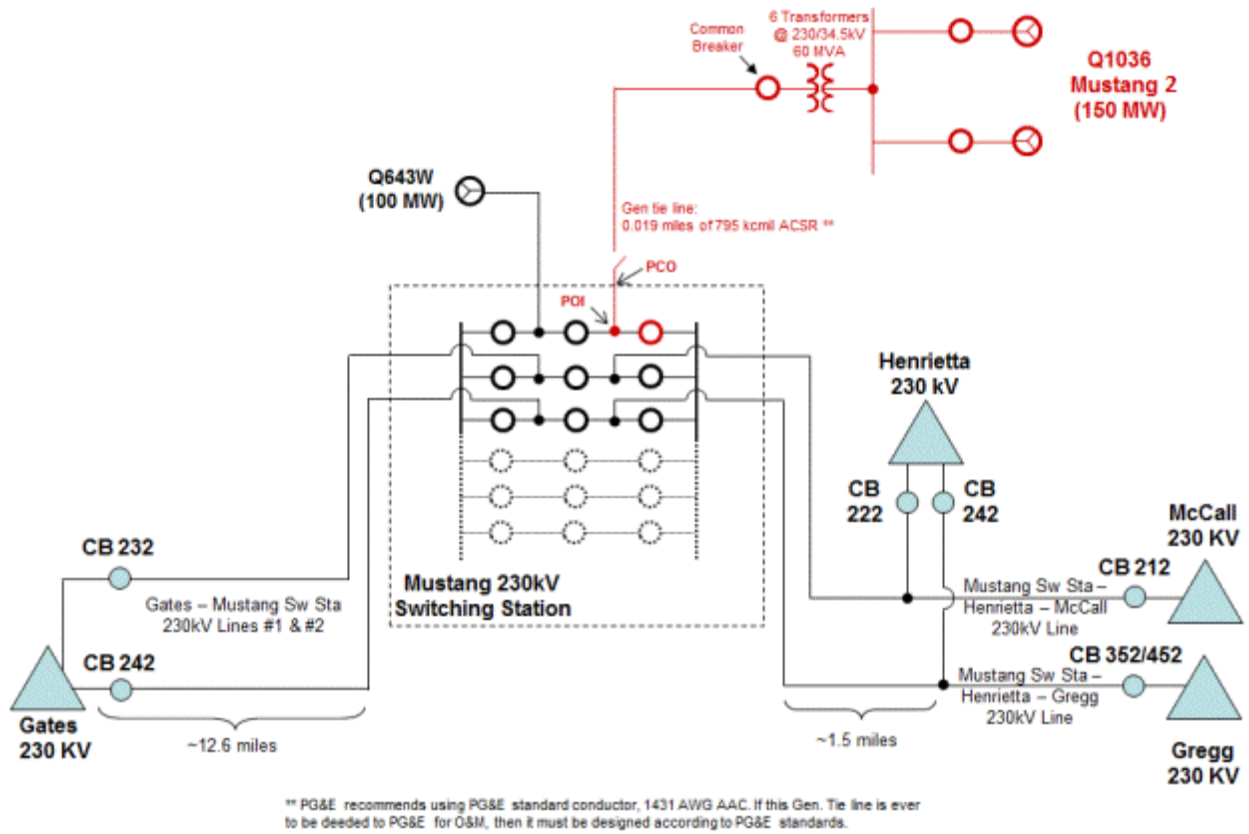 6 Transformers
@ 230/34.5kV
60 MVA
Common
Breaker
Q1036
Mustang 2
(150 MW)
Q643W
(100 MW)
Gen tie line:
0.019 miles of 795 kcmil ACSR **
PCO
POI
Henrietta
230 kV
CB
222
CB
242
McCall
230 KV
CB 232
Mustang 230kV
Switching Station
Gates – Mustang Sw Sta
230kV Lines #1 & #2
CB 212
Mustang Sw Sta –
Henrietta – McCall
230kV Line
CB 242
CB 352/452
Mustang Sw Sta –
Henrietta – Gregg
230kV Line
Gates
230 KV
~12.6 miles
~1.5 miles
Gregg
230 KV
** PG&E recommends using PG&E standard conductor, 1431 AWG AAC. If this Gen. Tie line is ever
to be deeded to PG&E for O&M, then it must be designed according to PG&E standards.